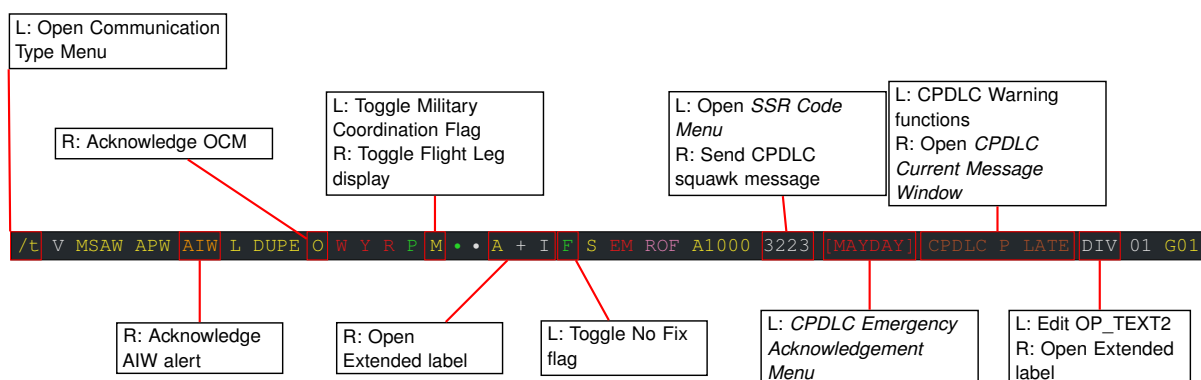 L: Open Communication
Type Menu
R: Acknowledge OCM
L: Toggle Military
Coordination Flag
R: Toggle Flight Leg
display
L: Open SSR Code
Menu
R: Send CPDLC
squawk message
L: CPDLC Warning
functions
R: Open CPDLC
Current Message
Window
/t V MSAW APW AIW L DUPE O W Y R P M • • A + I F S EM ROF A1000 3223 [MAYDAY] CPDLC P LATE DIV 01 G01
R: Acknowledge
AIW alert
R: Open
Extended label
L: Toggle No Fix
flag
L: CPDLC Emergency
Acknowledgement
Menu
L: Edit OP_TEXT2
R: Open Extended
label